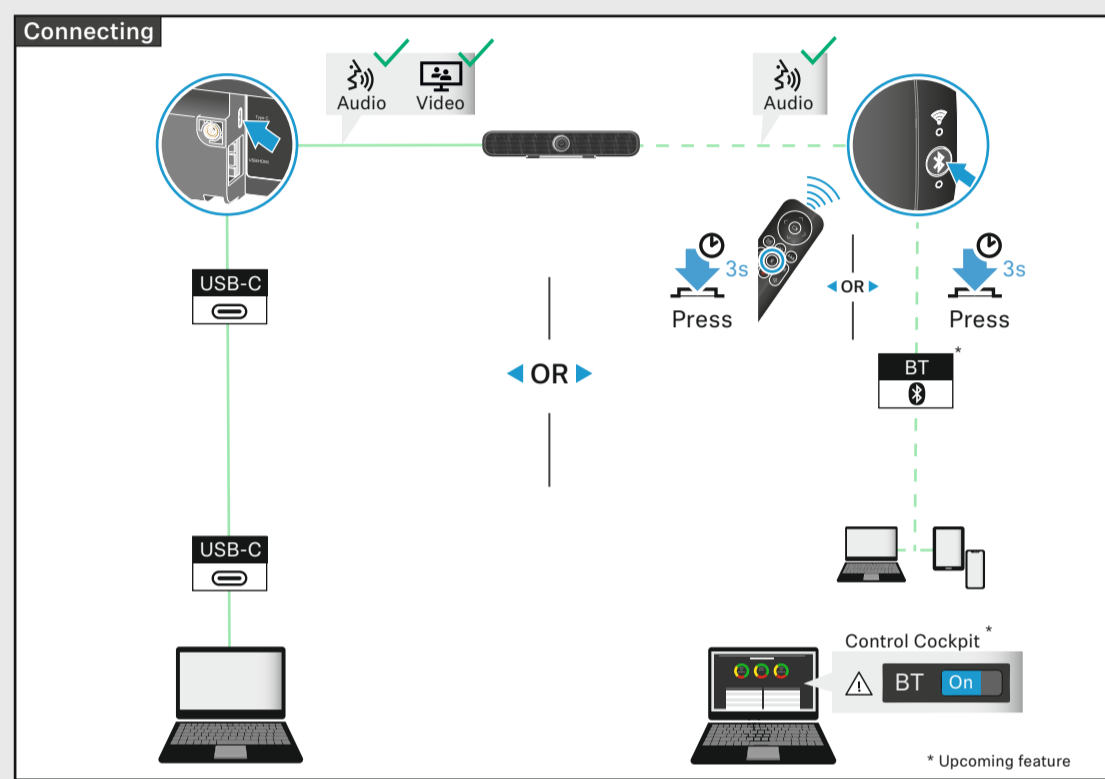 Connecting
Audio
Video
Audio
Type-C
USB-C
3s
Press
OR
3s
Press
OR
BT *
USB-C
Control Cockpit *
BT On
* Upcoming feature